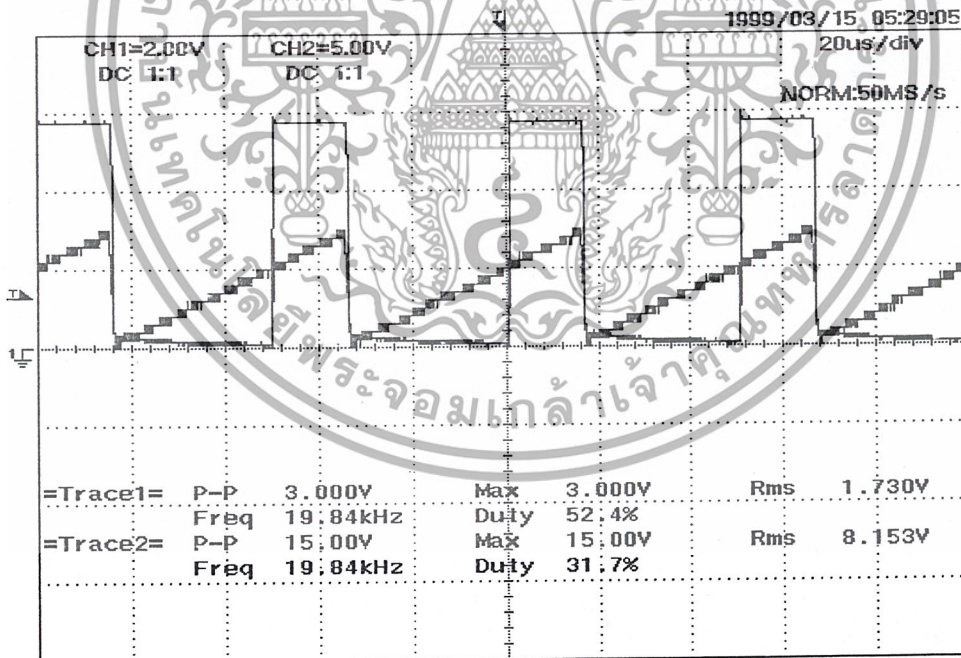 1999/03/15 05:29:05
CH1=2.00V CH2=5.00V 20us/div
DC 1:1 DC 1:1
NORM:50MS/s
=Trace1= P-P 3.000V Max 3.000V Rms 1.730V
Freq 19.84kHz Duty 52.4%
=Trace2= P-P 15.00V Max 15.00V Rms 8.153V
Freq 19.84kHz Duty 31.7%